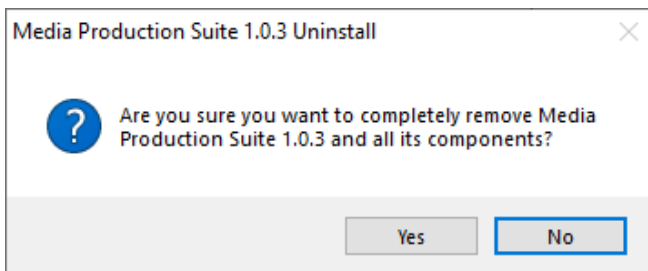 Media Production Suite 1.0.3 Uninstall
?
Are you sure you want to completely remove Media
Production Suite 1.0.3 and all its components?
Yes
No